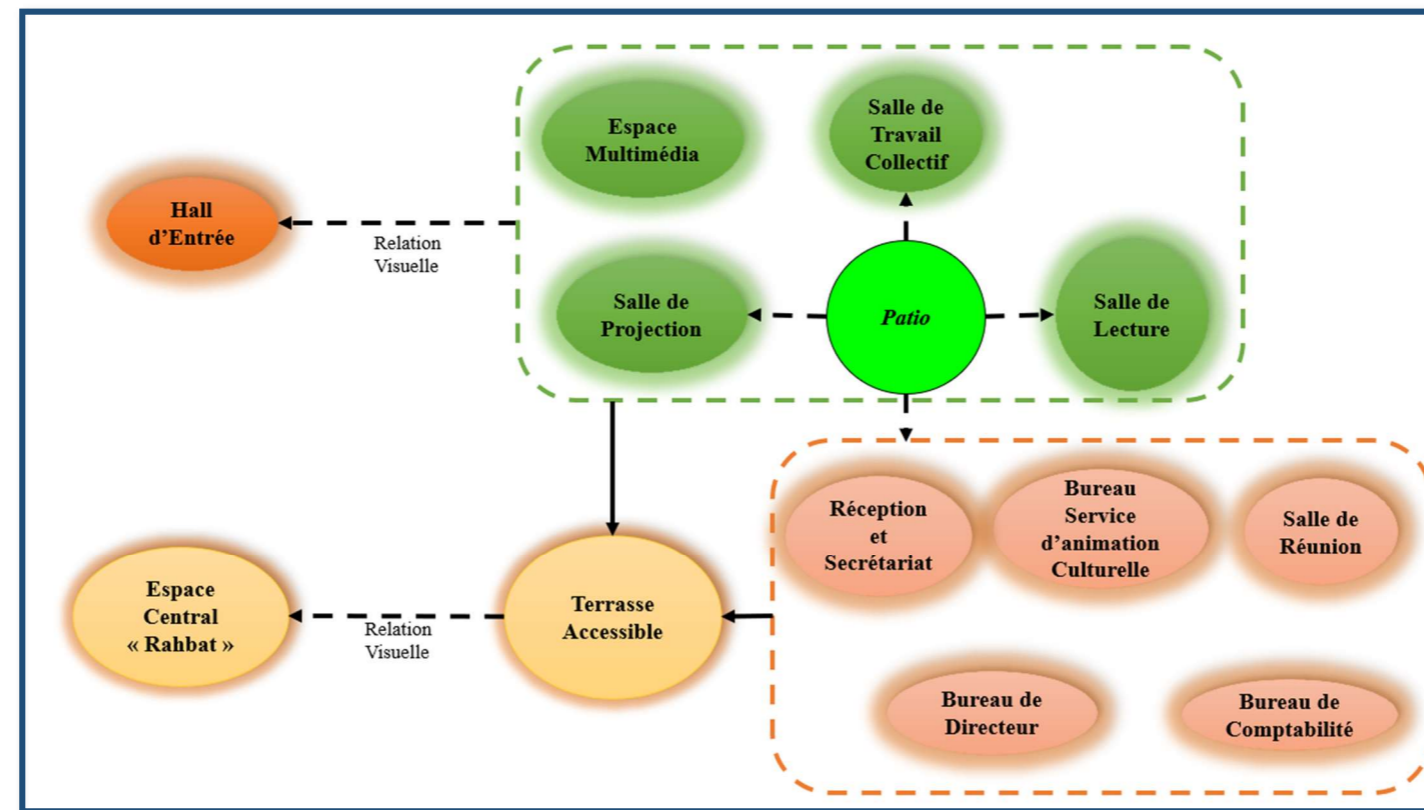 Espace
Multimédia
Salle de
Travail
Collectif
Hall
d’Entrée
Relation
Visuelle
Salle de
Projection
Patio
Salle de
Lecture
Réception
et
Secrétariat
Bureau
Service
d’animation
Culturelle
Salle de
Réunion
Espace
Central
« Rahbat »
Relation
Visuelle
Terrasse
Accessible
Bureau de
Directeur
Bureau de
Comptabilité